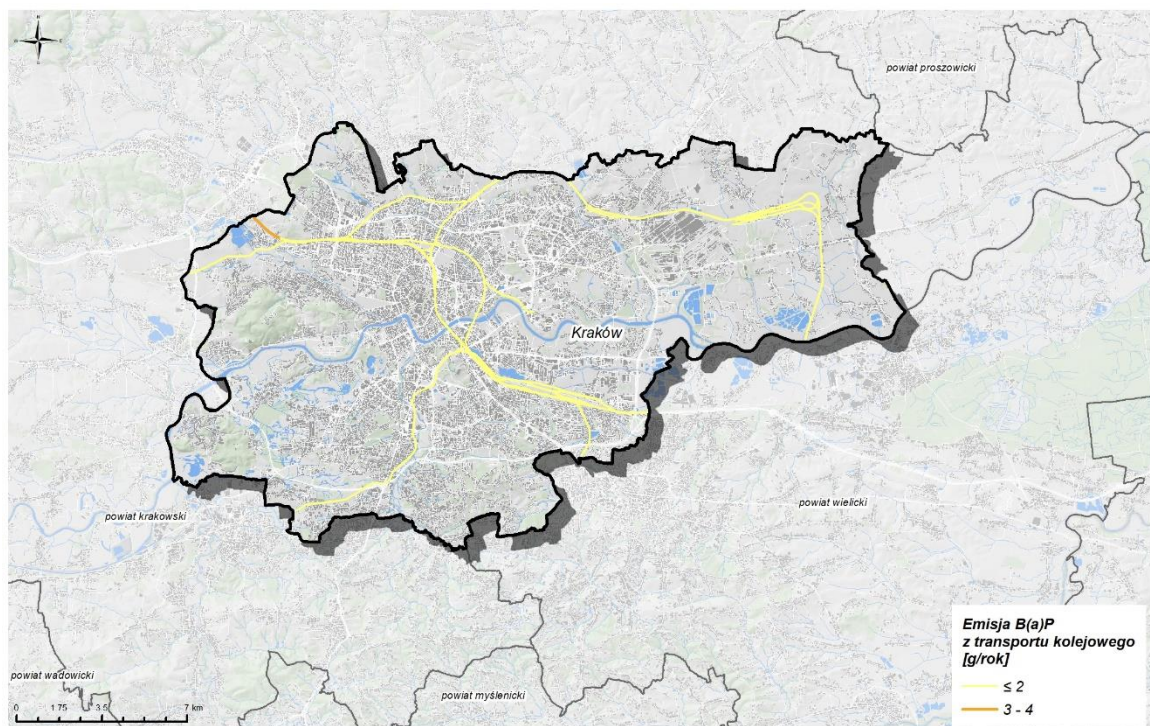 powiat proszowicki
Kraków
powiat krakowski
powiat wielicki
powiat wadowicki
powiat myślenicki
0 1.75 3.5 7 km
Emisja B(a)P
z transportu kolejowego
[g/rok]
≤ 2
3 - 4